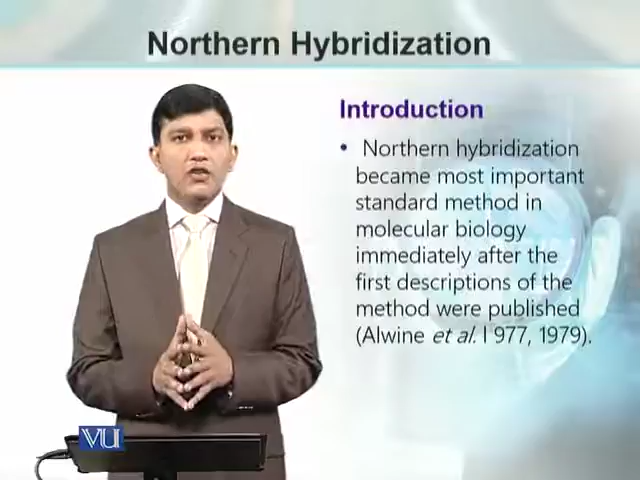 Northern Hybridization
Introduction
• Northern hybridization
became most important
standard method in
molecular biology
immediately after the
first descriptions of the
method were published
(Alwine et al. l 977, 1979).
VU